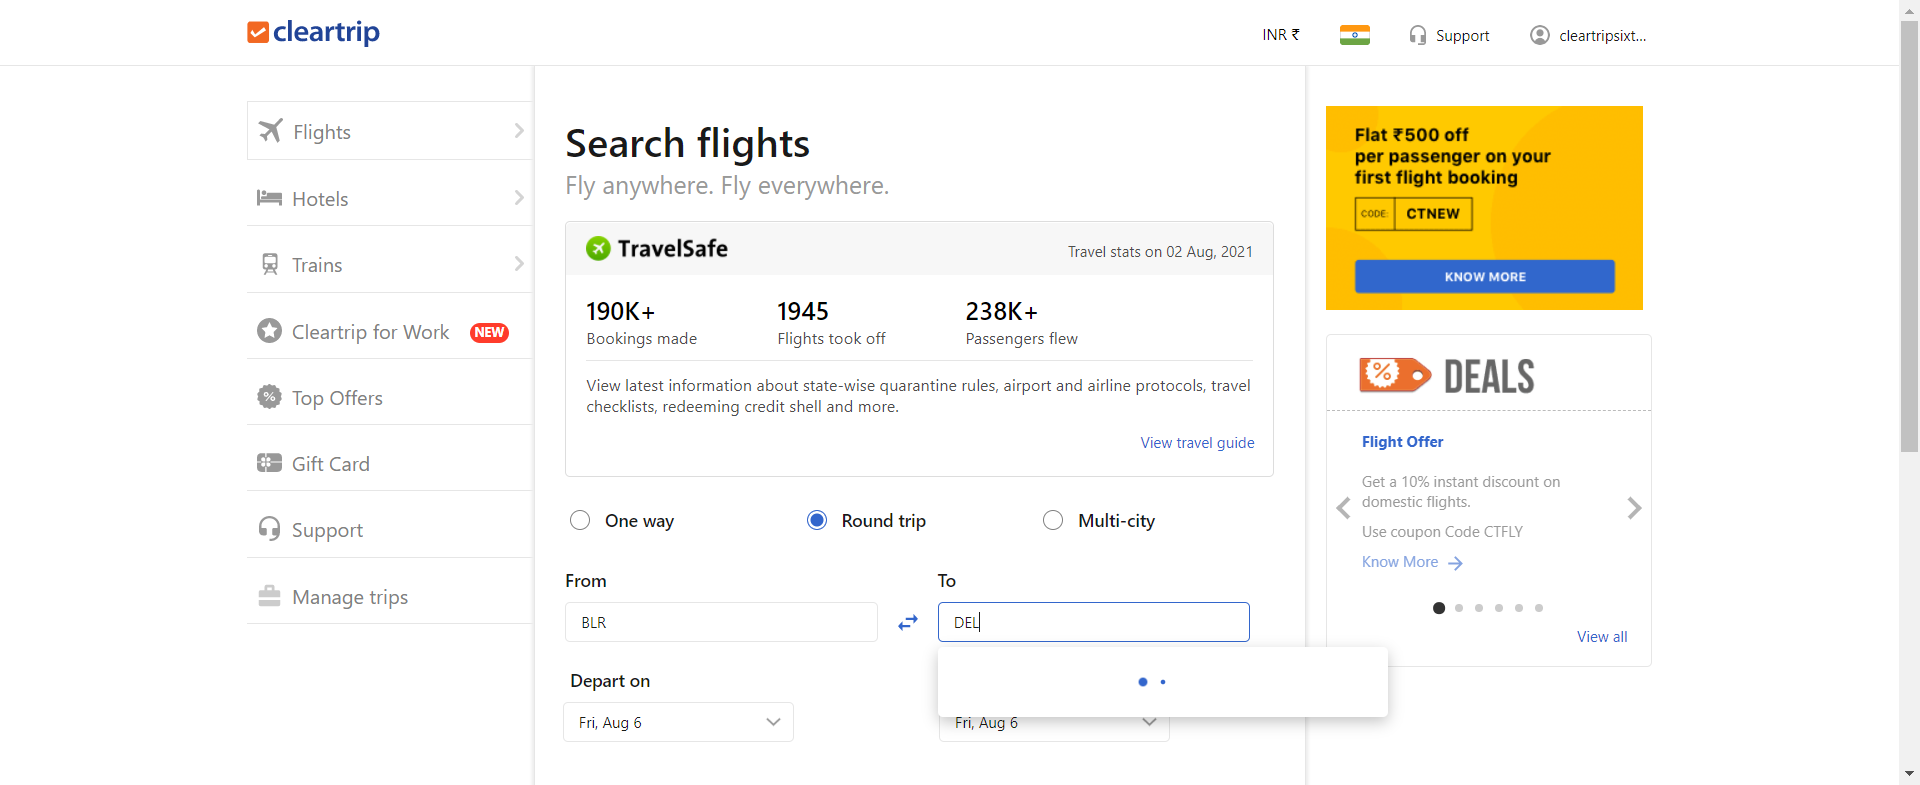 cleartrip
INR ₹
Support
cleartripsixt...
Flights
Hotels
Trains
Cleartrip for Work NEW
Top Offers
Gift Card
Support
Manage trips
Search flights
Fly anywhere. Fly everywhere.
TravelSafe
Travel stats on 02 Aug, 2021
190K+
Bookings made
1945
Flights took off
238K+
Passengers flew
View latest information about state-wise quarantine rules, airport and airline protocols, travel
checklists, redeeming credit shell and more.
View travel guide
One way
Round trip
Multi-city
From
BLR
To
DEL
Depart on
Fri, Aug 6
Fri, Aug 6
Flat ₹500 off
per passenger on your
first flight booking
CODE: CTNEW
KNOW MORE
% DEALS
Flight Offer
Get a 10% instant discount on
domestic flights.
Use coupon Code CTFLY
Know More
View all